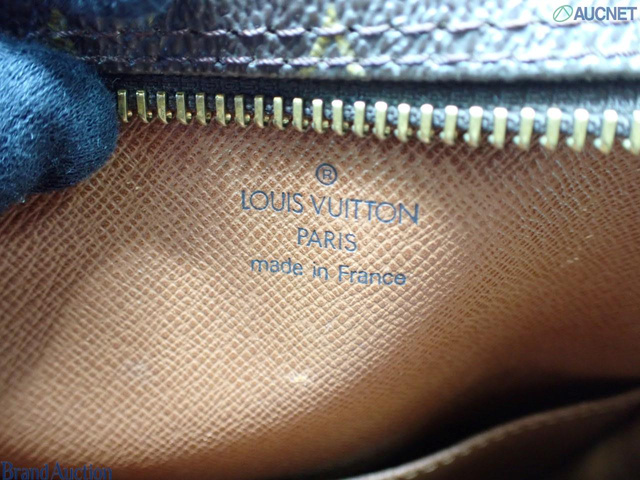 AUCNET
®
LOUIS VUITTON
PARIS
made in France
Brand Auction